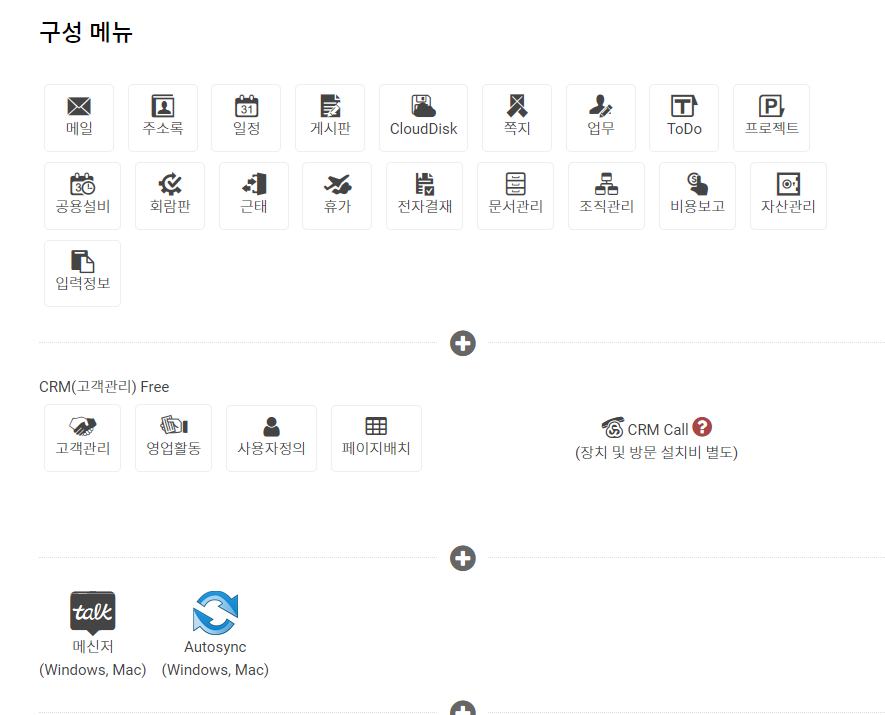 구성 메뉴
메일 주소록 일정 게시판 CloudDisk 쪽지 업무 ToDo 프로젝트
공용설비 회람판 근태 휴가 전자결재 문서관리 조직관리 비용보고 자산관리
입력정보
CRM(고객관리) Free
고객관리 영업활동 사용자정의 페이지배치
CRM Call ?
(장치 및 방문 설치비 별도)
talk
메신저 Autosync
(Windows, Mac) (Windows, Mac)